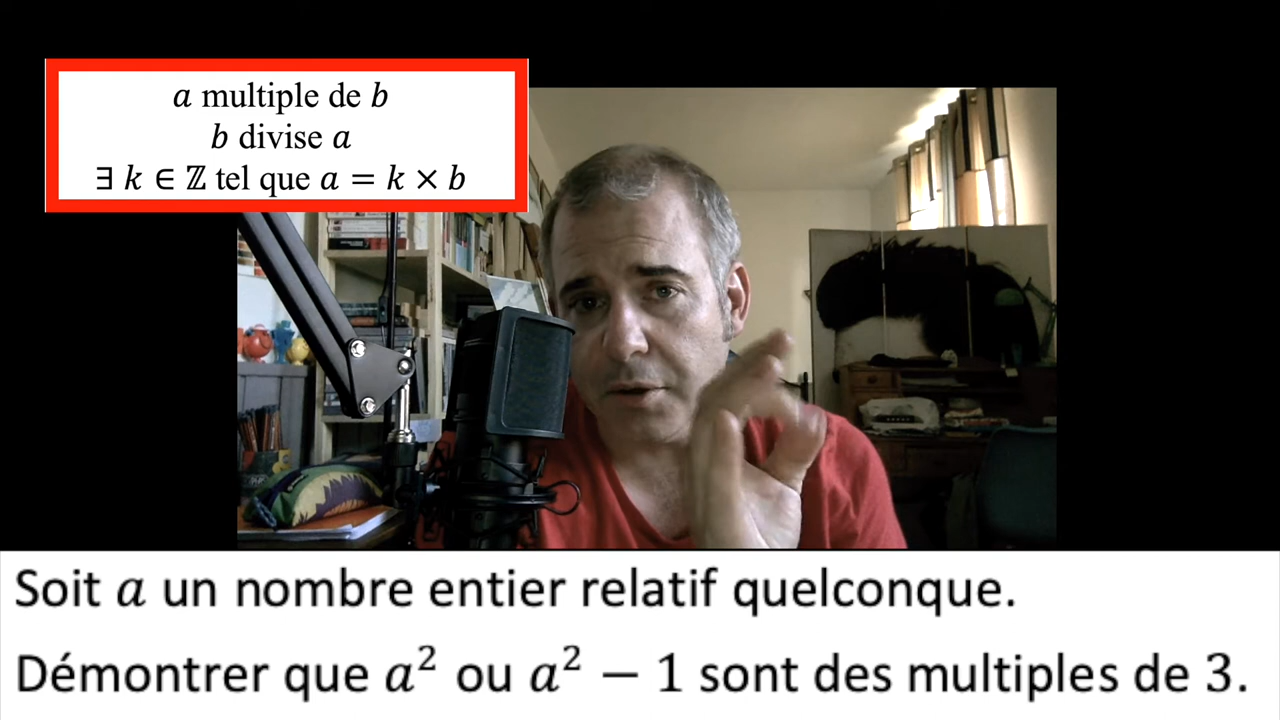 a multiple de b
b divise a
∃ k ∈ ℤ tel que a = k × b
Soit a un nombre entier relatif quelconque.
Démontrer que a² ou a² − 1 sont des multiples de 3.